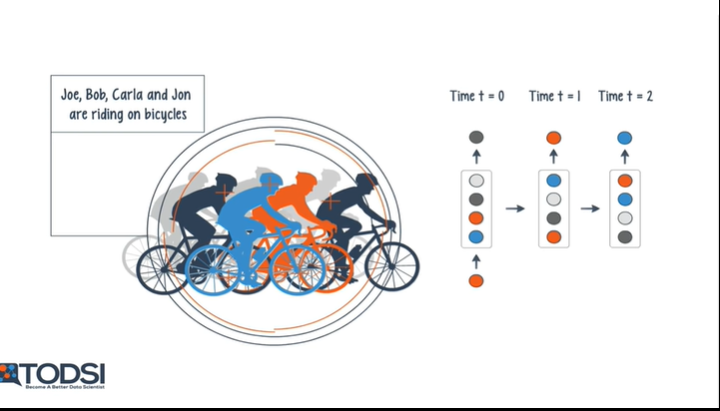 Joe, Bob, Carla and Jon
are riding on bicycles
Time t = 0 Time t = 1 Time t = 2
TODSI
Become A Better Data Scientist